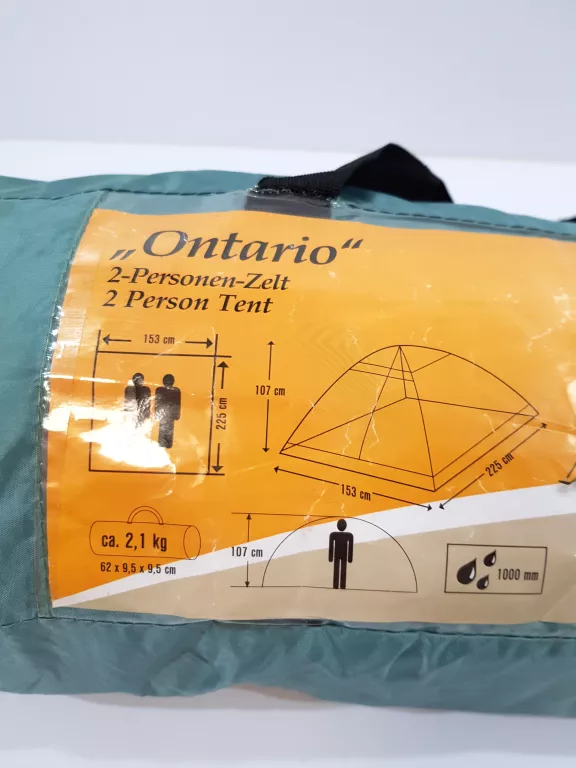 „Ontario“
2-Personen-Zelt
2 Person Tent
153 cm
225 cm
107 cm
153 cm
225 cm
ca. 2,1 kg
62 x 9,5 x 9,5 cm
107 cm
1000 mm